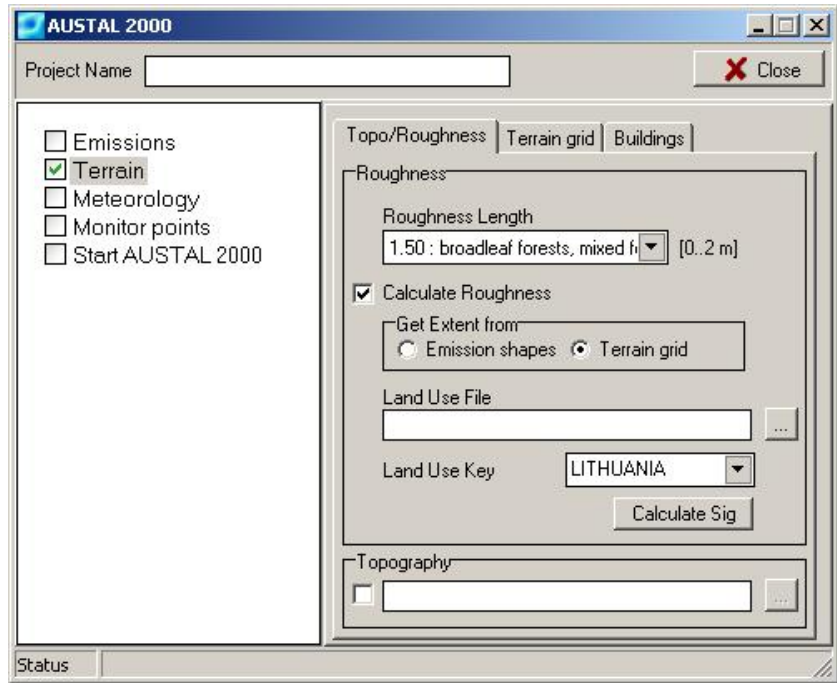 AUSTAL 2000
Project Name
Close
Emissions
Terrain
Meteorology
Monitor points
Start AUSTAL 2000
Topo/Roughness Terrain grid Buildings
Roughness
Roughness Length
1.50 : broadleaf forests, mixed [0..2 m]
Calculate Roughness
Get Extent from
Emission shapes Terrain grid
Land Use File
...
Land Use Key LITHUANIA
Calculate Sig
Topography
...
Status